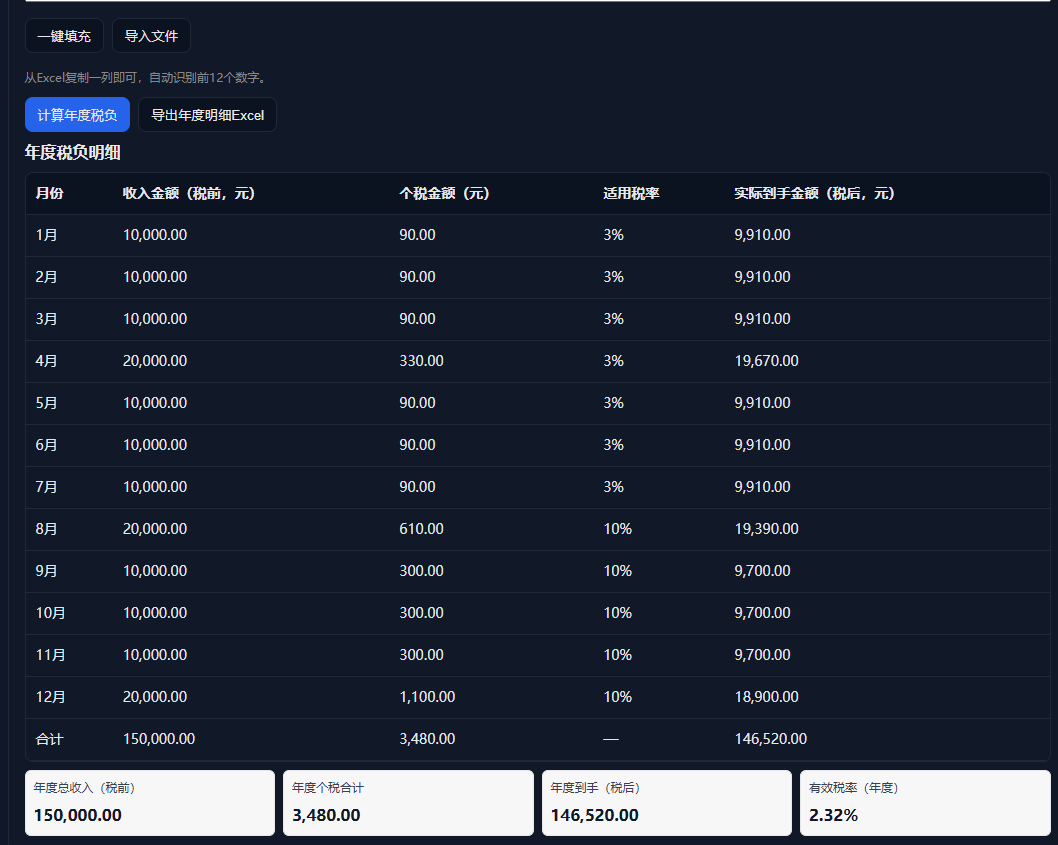 一键填充 导入文件
从Excel复制一列即可，自动识别前12个数字。
计算年度税负 导出年度明细Excel
年度税负明细
月份 收入金额（税前，元） 个税金额（元） 适用税率 实际到手金额（税后，元）
1月 10,000.00 90.00 3% 9,910.00
2月 10,000.00 90.00 3% 9,910.00
3月 10,000.00 90.00 3% 9,910.00
4月 20,000.00 330.00 3% 19,670.00
5月 10,000.00 90.00 3% 9,910.00
6月 10,000.00 90.00 3% 9,910.00
7月 10,000.00 90.00 3% 9,910.00
8月 20,000.00 610.00 10% 19,390.00
9月 10,000.00 300.00 10% 9,700.00
10月 10,000.00 300.00 10% 9,700.00
11月 10,000.00 300.00 10% 9,700.00
12月 20,000.00 1,100.00 10% 18,900.00
合计 150,000.00 3,480.00 — 146,520.00
年度总收入（税前） 年度个税合计 年度到手（税后） 有效税率（年度）
150,000.00 3,480.00 146,520.00 2.32%